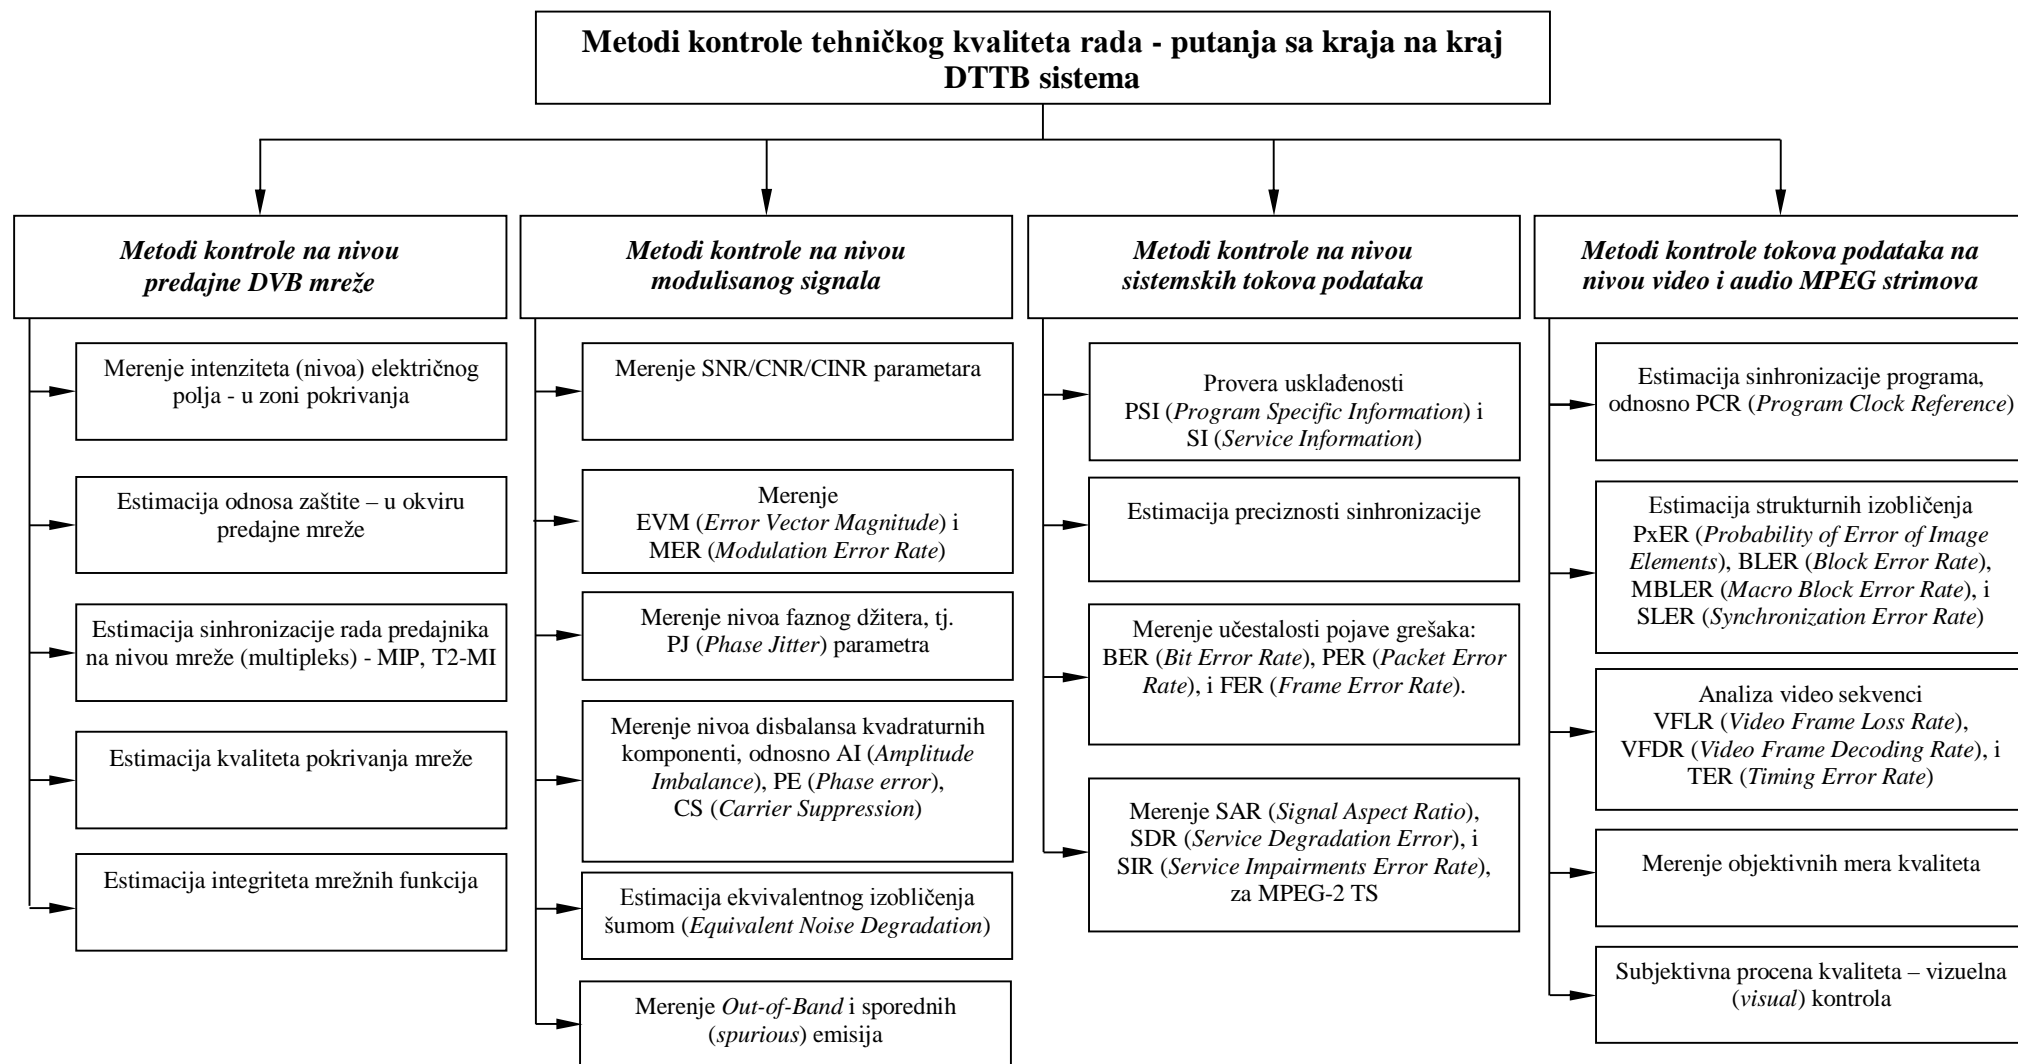 Metodi kontrole tehničkog kvaliteta rada - putanja sa kraja na kraj
DTTB sistema
Metodi kontrole na nivou
predajne DVB mreže
Merenje intenziteta (nivoa) električnog
polja - u zoni pokrivanja
Estimacija odnosa zaštite – u okviru
predajne mreže
Estimacija sinhronizacije rada predajnika
na nivou mreže (multipleks) - MIP, T2-MI
Estimacija kvaliteta pokrivanja mreže
Estimacija integriteta mrežnih funkcija
Metodi kontrole na nivou
modulisanog signala
Merenje SNR/CNR/CINR parametara
Merenje
EVM (Error Vector Magnitude) i
MER (Modulation Error Rate)
Merenje nivoa faznog džitera, tj.
PJ (Phase Jitter) parametra
Merenje nivoa disbalansa kvadraturnih
komponenti, odnosno AI (Amplitude
Imbalance), PE (Phase error),
CS (Carrier Suppression)
Estimacija ekvivalentnog izobličenja
šumom (Equivalent Noise Degradation)
Merenje Out-of-Band i sporednih
(spurious) emisija
Metodi kontrole na nivou
sistemskih tokova podataka
Provera usklađenosti
PSI (Program Specific Information) i
SI (Service Information)
Estimacija preciznosti sinhronizacije
Merenje učestalosti pojave grešaka:
BER (Bit Error Rate), PER (Packet Error
Rate), i FER (Frame Error Rate).
Merenje SAR (Signal Aspect Ratio),
SDR (Service Degradation Error), i
SIR (Service Impairments Error Rate),
za MPEG-2 TS
Metodi kontrole tokova podataka na
nivou video i audio MPEG strimova
Estimacija sinhronizacije programa,
odnosno PCR (Program Clock Reference)
Estimacija strukturnih izobličenja
PxER (Probability of Error of Image
Elements), BLER (Block Error Rate),
MBLER (Macro Block Error Rate), i
SLER (Synchronization Error Rate)
Analiza video sekvenci
VFLR (Video Frame Loss Rate),
VFDR (Video Frame Decoding Rate), i
TER (Timing Error Rate)
Merenje objektivnih mera kvaliteta
Subjektivna procena kvaliteta – vizuelna
(visual) kontrola